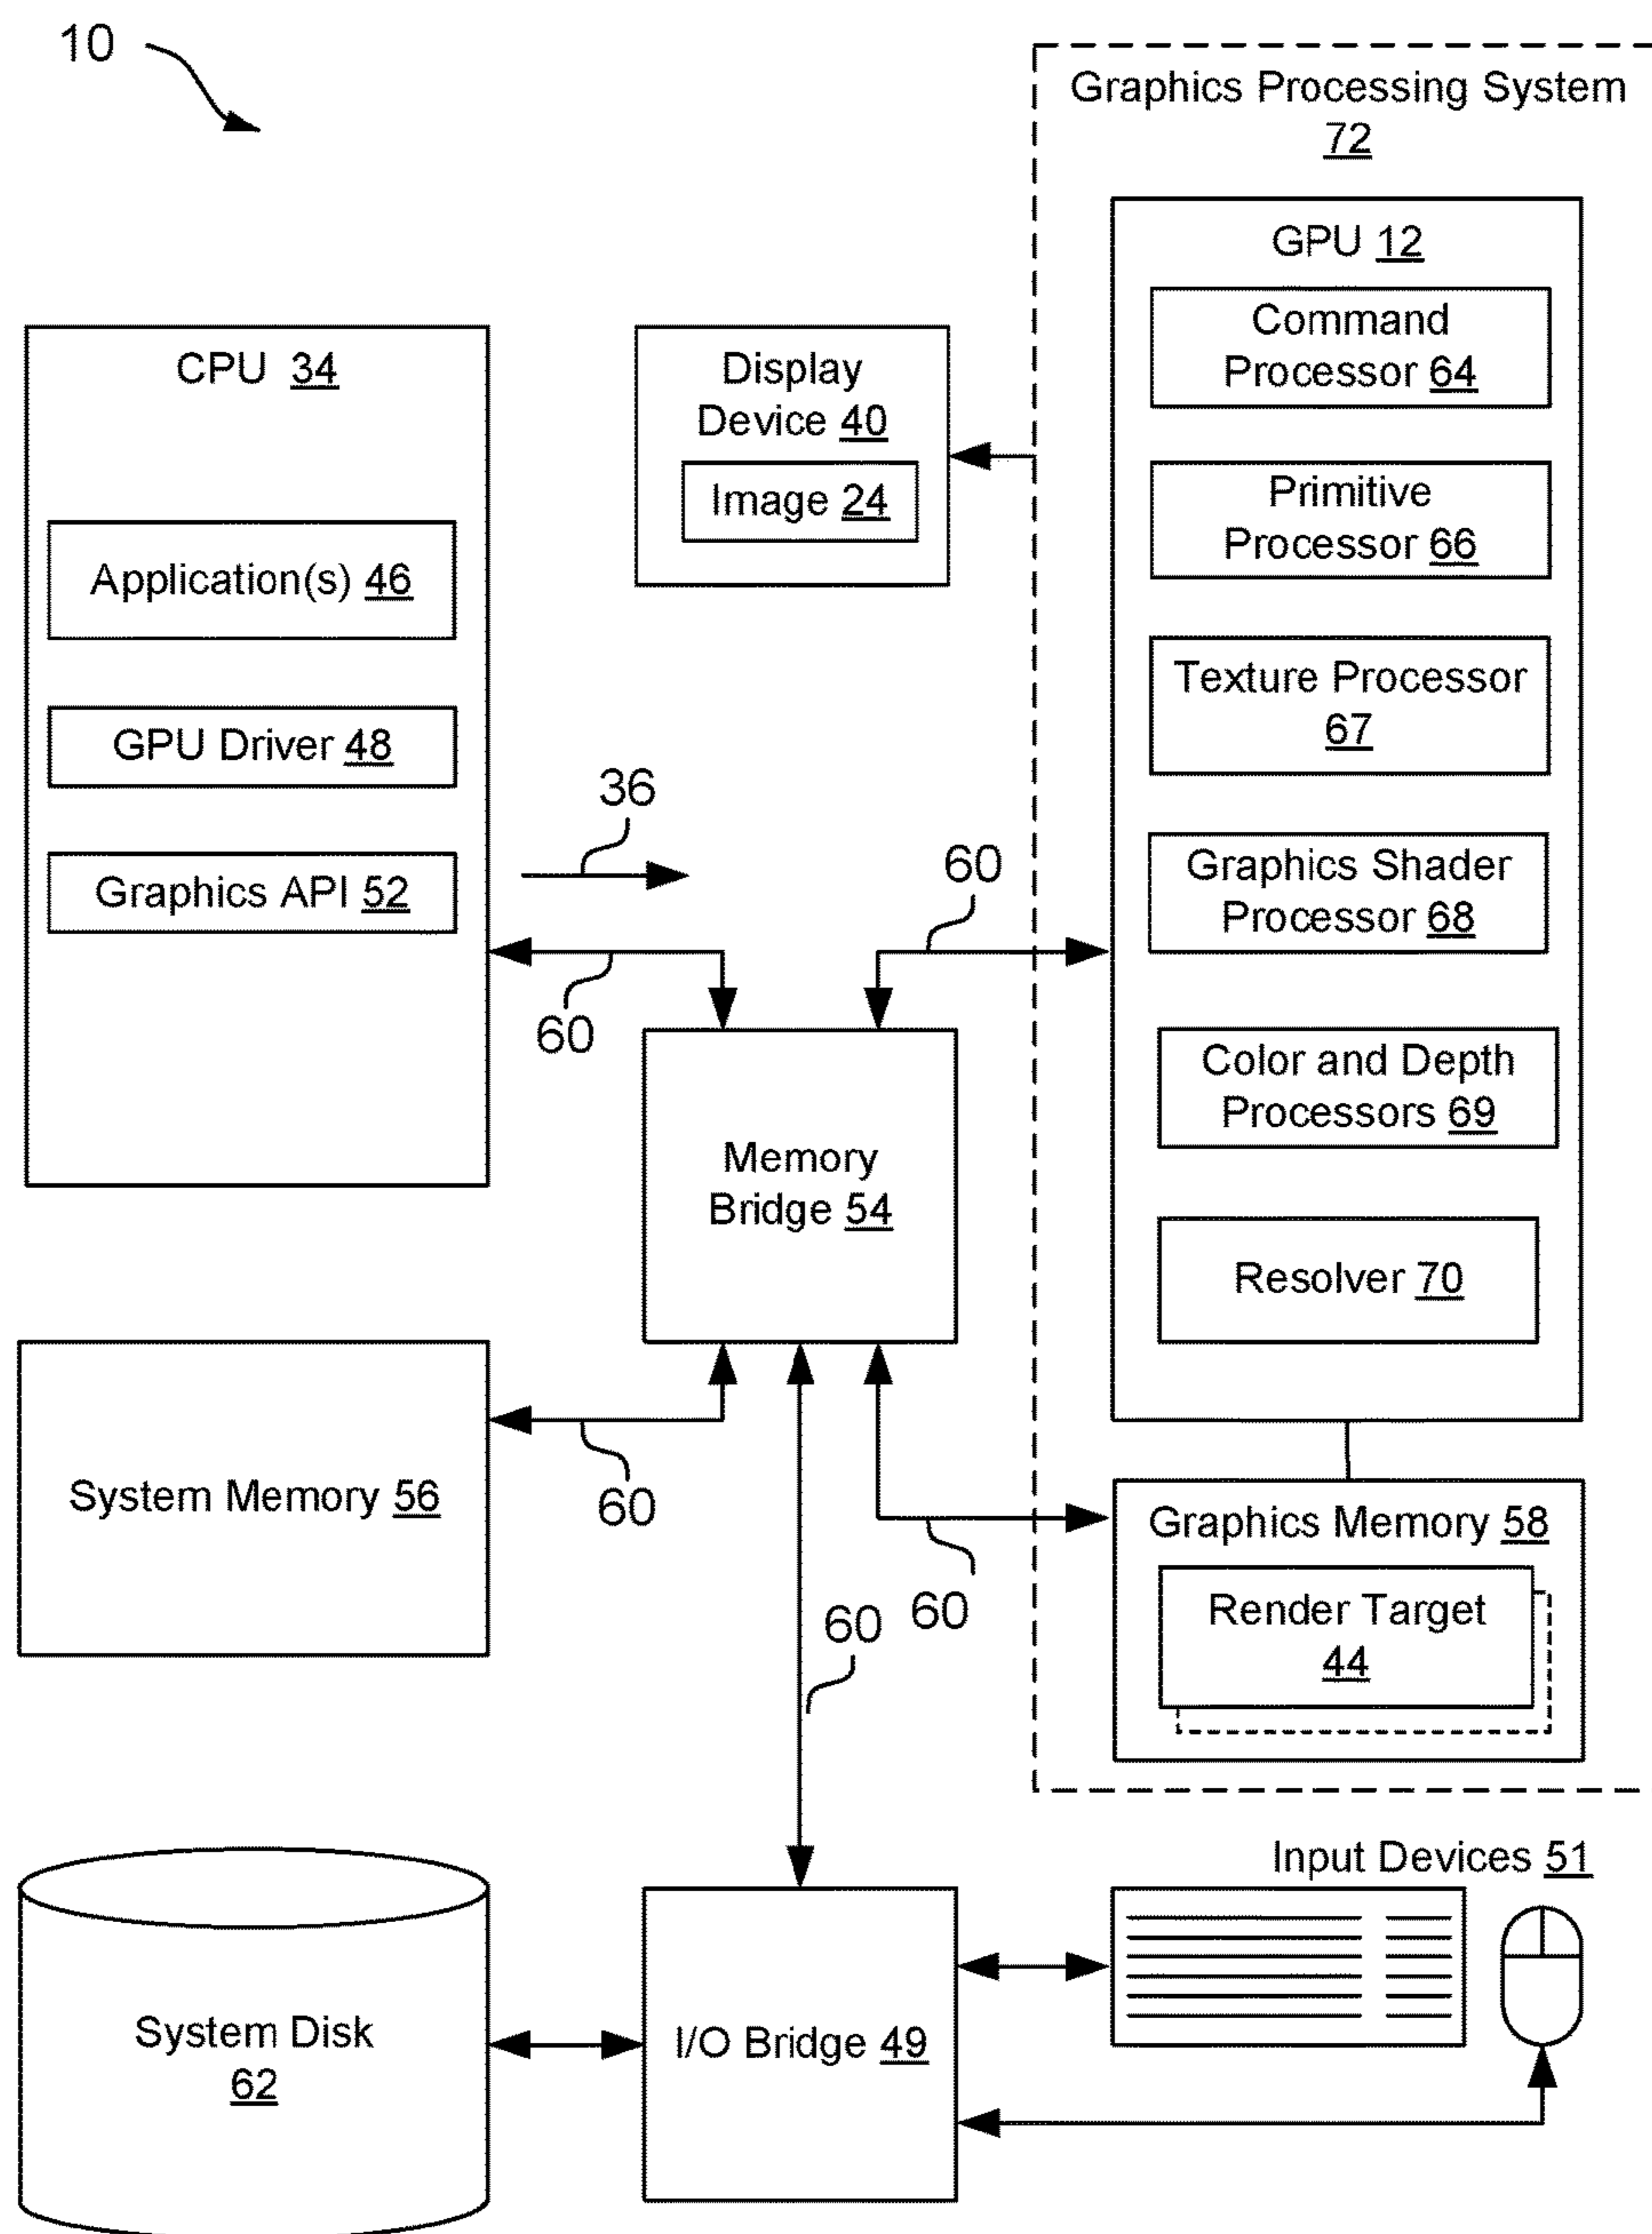 10
Graphics Processing System
72
GPU 12
Command
Processor 64
Primitive
Processor 66
Texture Processor
67
Graphics Shader
Processor 68
Color and Depth
Processors 69
Resolver 70
CPU 34
Application(s) 46
GPU Driver 48
Graphics API 52
Display
Device 40
Image 24
36
60
60
Memory
Bridge 54
System Memory 56
60
60
60
Graphics Memory 58
Render Target
44
Input Devices 51
System Disk
62
I/O Bridge 49